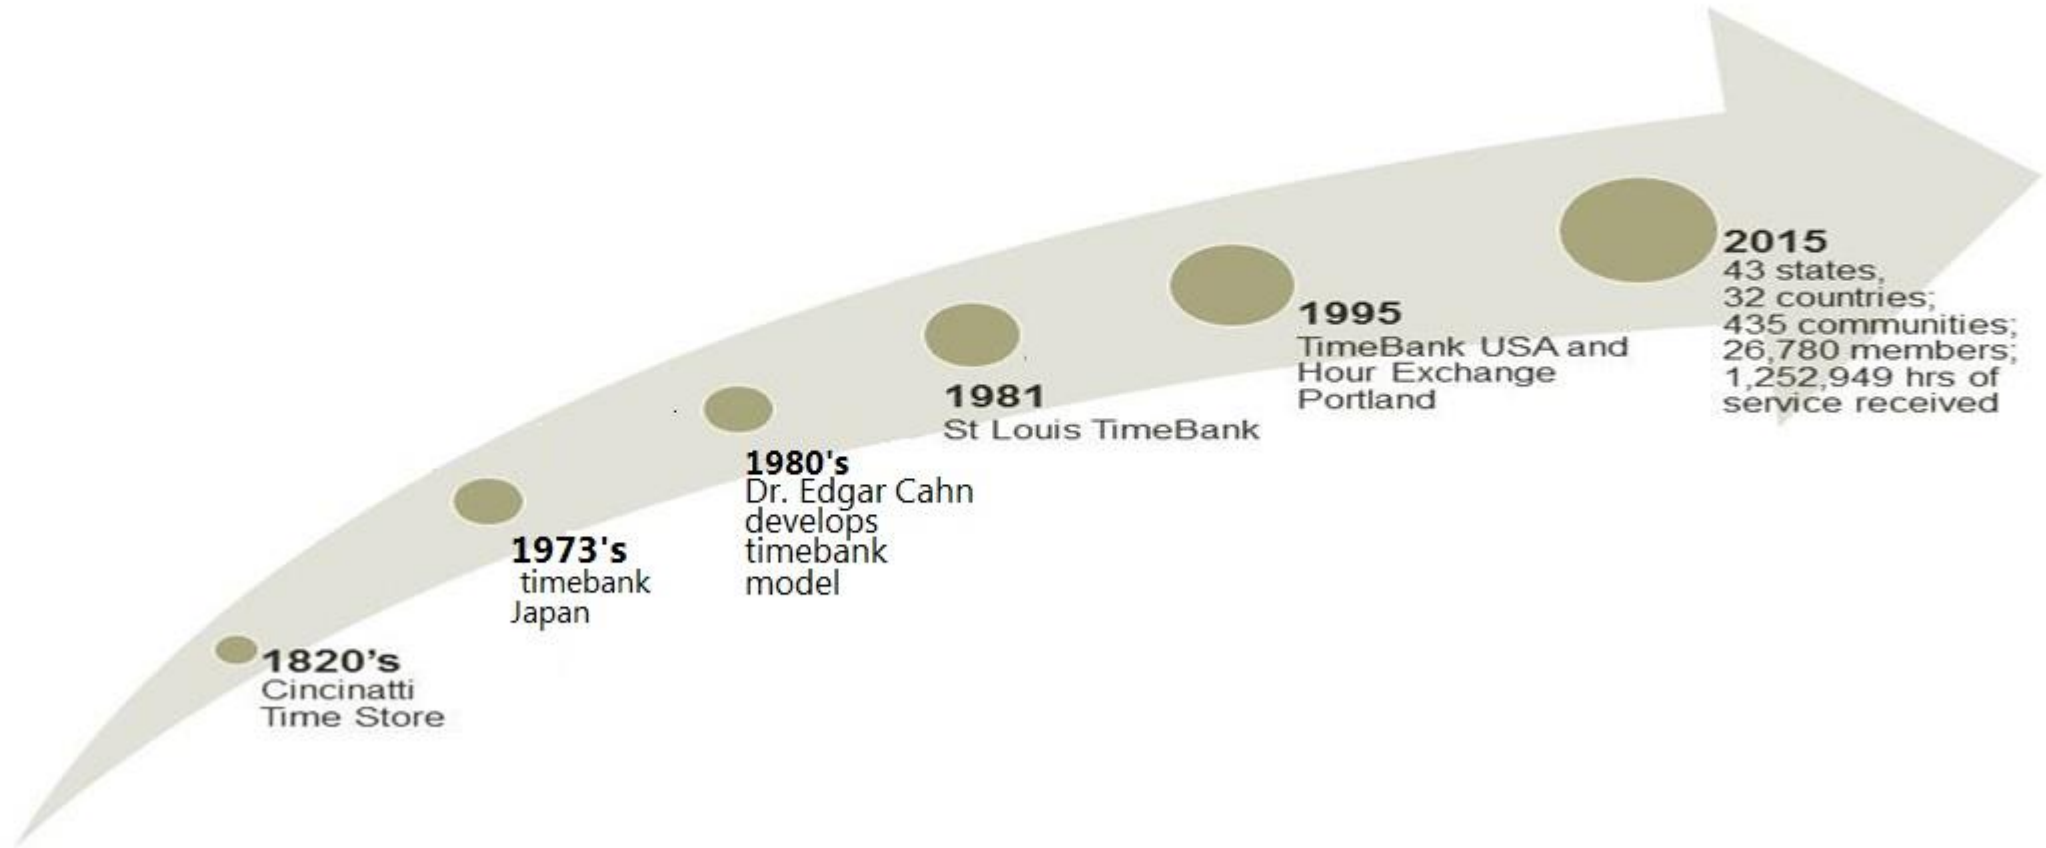 1820’s
Cincinatti
Time Store
1973's
timebank
Japan
1980's
Dr. Edgar Cahn
develops
timebank
model
1981
St Louis TimeBank
1995
TimeBank USA and
Hour Exchange
Portland
2015
43 states,
32 countries;
435 communities;
26,780 members;
1,252,949 hrs of
service received